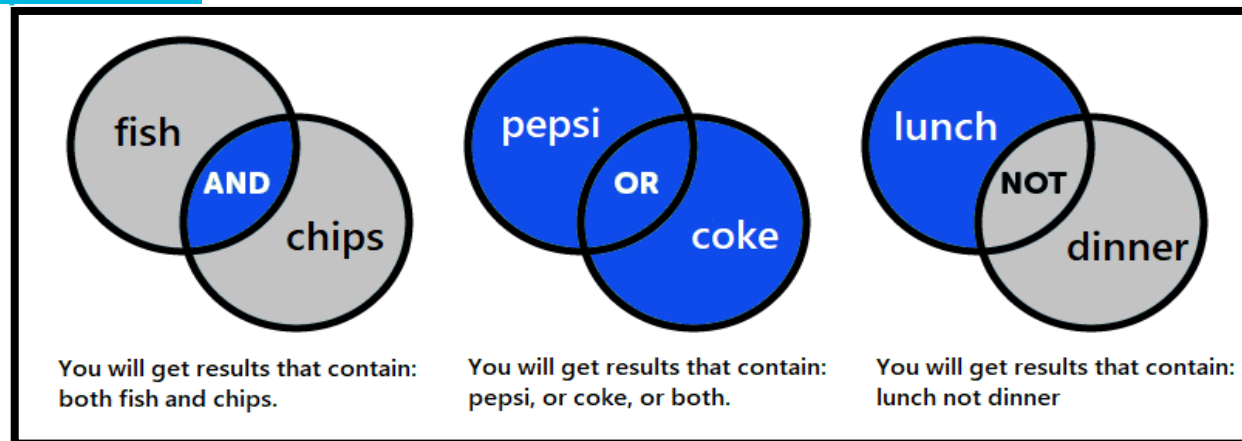 fish
AND
chips
You will get results that contain:
both fish and chips.
pepsi
OR
coke
You will get results that contain:
pepsi, or coke, or both.
lunch
NOT
dinner
You will get results that contain:
lunch not dinner